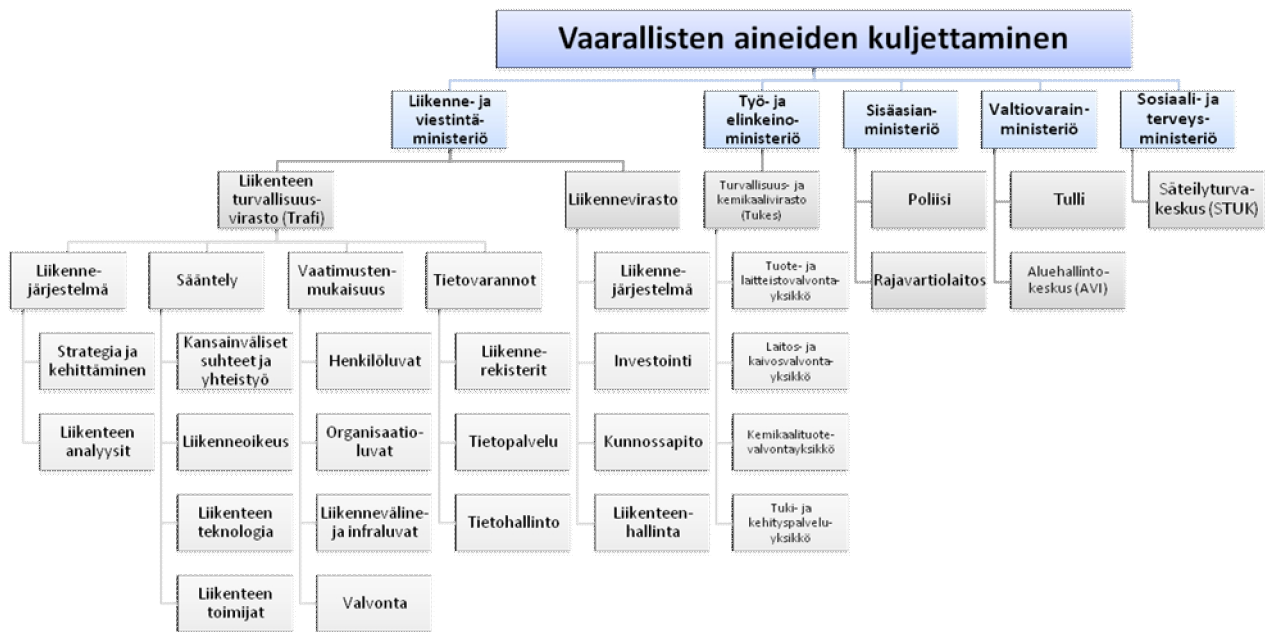 Vaarallisten aineiden kuljettaminen
Liikenne- ja
viestintä-
ministeriö
Työ- ja
elinkeino-
ministeriö
Sisäasian-
ministeriö
Valtiovarain-
ministeriö
Sosiaali- ja
terveys-
ministeriö
Liikenteen
turvallisuus-
virasto (Trafi)
Liikennevirasto
Turvallisuus- ja
kemikaalivirasto
(Tukes)
Poliisi
Tulli
Säteilyturva-
keskus (STUK)
Liikenne-
järjestelmä
Sääntely
Vaatimusten-
mukaisuus
Tietovarannot
Liikenne-
järjestelmä
Tuote- ja
laitteistovalvonta-
yksikkö
Rajavartiolaitos
Aluehallinto-
keskus (AVI)
Strategia ja
kehittäminen
Kansainväliset
suhteet ja
yhteistyö
Henkilöluvat
Liikenne-
rekisterit
Investointi
Laitos- ja
kaivosvalvonta-
yksikkö
Liikenteen
analyysit
Liikenneoikeus
Organisaatio-
luvat
Tietopalvelu
Kunnossapito
Kemikaalituote-
valvontayksikkö
Liikenteen
teknologia
Liikenneväline-
ja infraluvat
Tietohallinto
Liikenteen-
hallinta
Tuki- ja
kehityspalvelu-
yksikkö
Liikenteen
toimijat
Valvonta